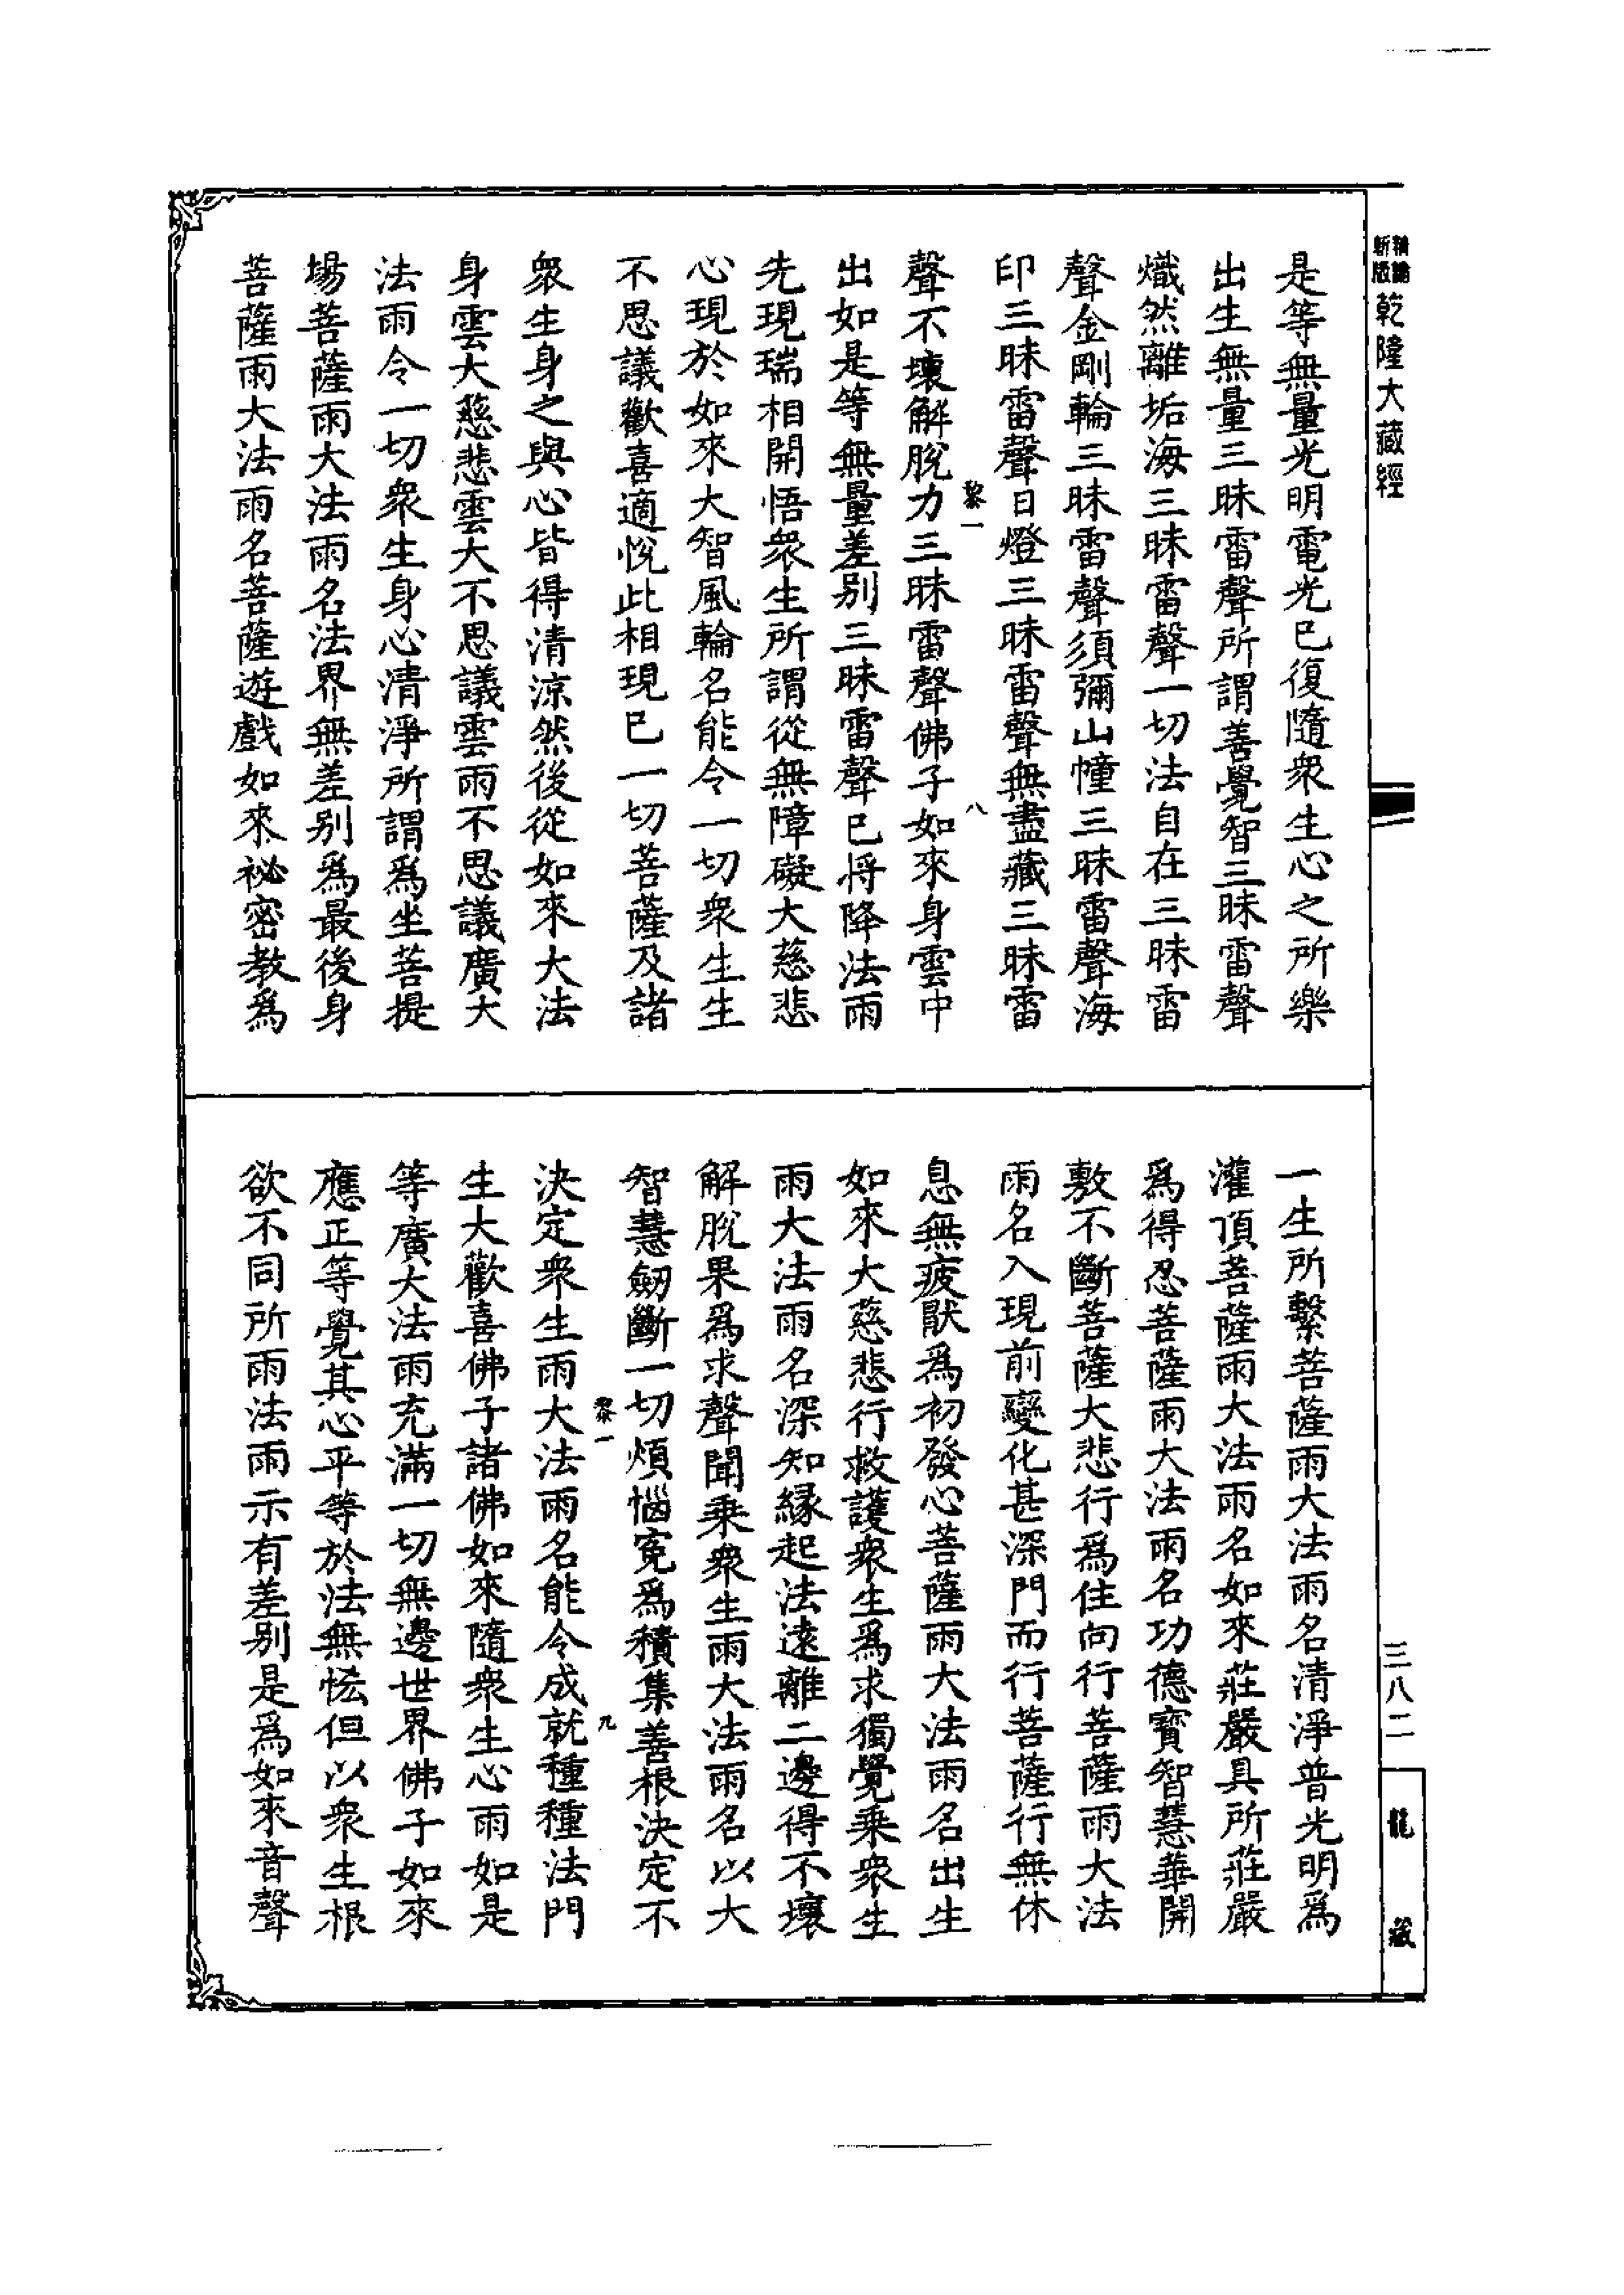 精編
新版
乾隆大藏經
是等無量光明電光已復隨衆生心之所樂
出生無量三昧雷聲所謂善覺智三昧雷聲
熾然離垢海三昧雷聲一切法自在三昧雷
聲金剛輪三昧雷聲須彌山幢三昧雷聲海
印三昧雷聲日燈三昧雷聲無盡藏三昧雷
黎一
八
聲不壞解脫力三昧雷聲佛子如來身雲中
出如是等無量差別三昧雷聲已將降法雨
先現瑞相開悟衆生所謂從無障礙大慈悲
心現於如來大智風輪名能令一切衆生生
不思議歡喜適悅此相現已一切菩薩及諸
衆生身之與心皆得清涼然後從如來大法
身雲大慈悲雲大不思議雲雨不思議廣大
法雨令一切衆生身心清淨所謂爲坐菩提
場菩薩雨大法雨名法界無差別爲最後身
菩薩雨大法雨名菩薩遊戲如來祕密教爲
一生所繫菩薩雨大法雨名清淨普光明爲
灌頂菩薩雨大法雨名如來莊嚴具所莊嚴
爲得忍菩薩雨大法雨名功德寶智慧華開
敷不斷菩薩大悲行爲住向行菩薩雨大法
雨名入現前變化甚深門而行菩薩行無休
息無疲厭爲初發心菩薩雨大法雨名出生
如來大慈悲行救護衆生爲求獨覺乘衆生
雨大法雨名深知緣起法遠離二邊得不壞
解脫果爲求聲聞乘衆生雨大法雨名以大
智慧劒斷一切煩惱寃爲積集善根決定不
黎一
九
決定衆生雨大法雨名能令成就種種法門
生大歡喜佛子諸佛如來隨衆生心雨如是
等廣大法雨充滿一切無邊世界佛子如來
應正等覺其心平等於法無恡但以衆生根
欲不同所雨法雨示有差別是爲如來音聲
三八二
龍藏